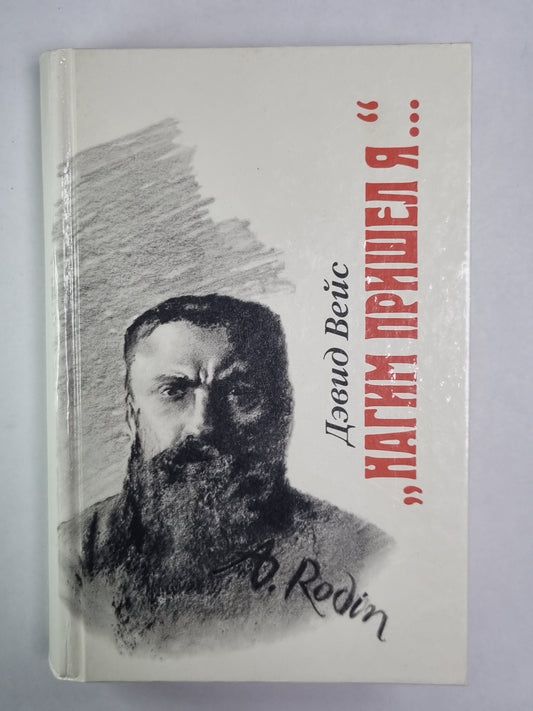 Дэвид Вейс
„НАГИМ ПРИШЕЛ Я...“
A. Rodin